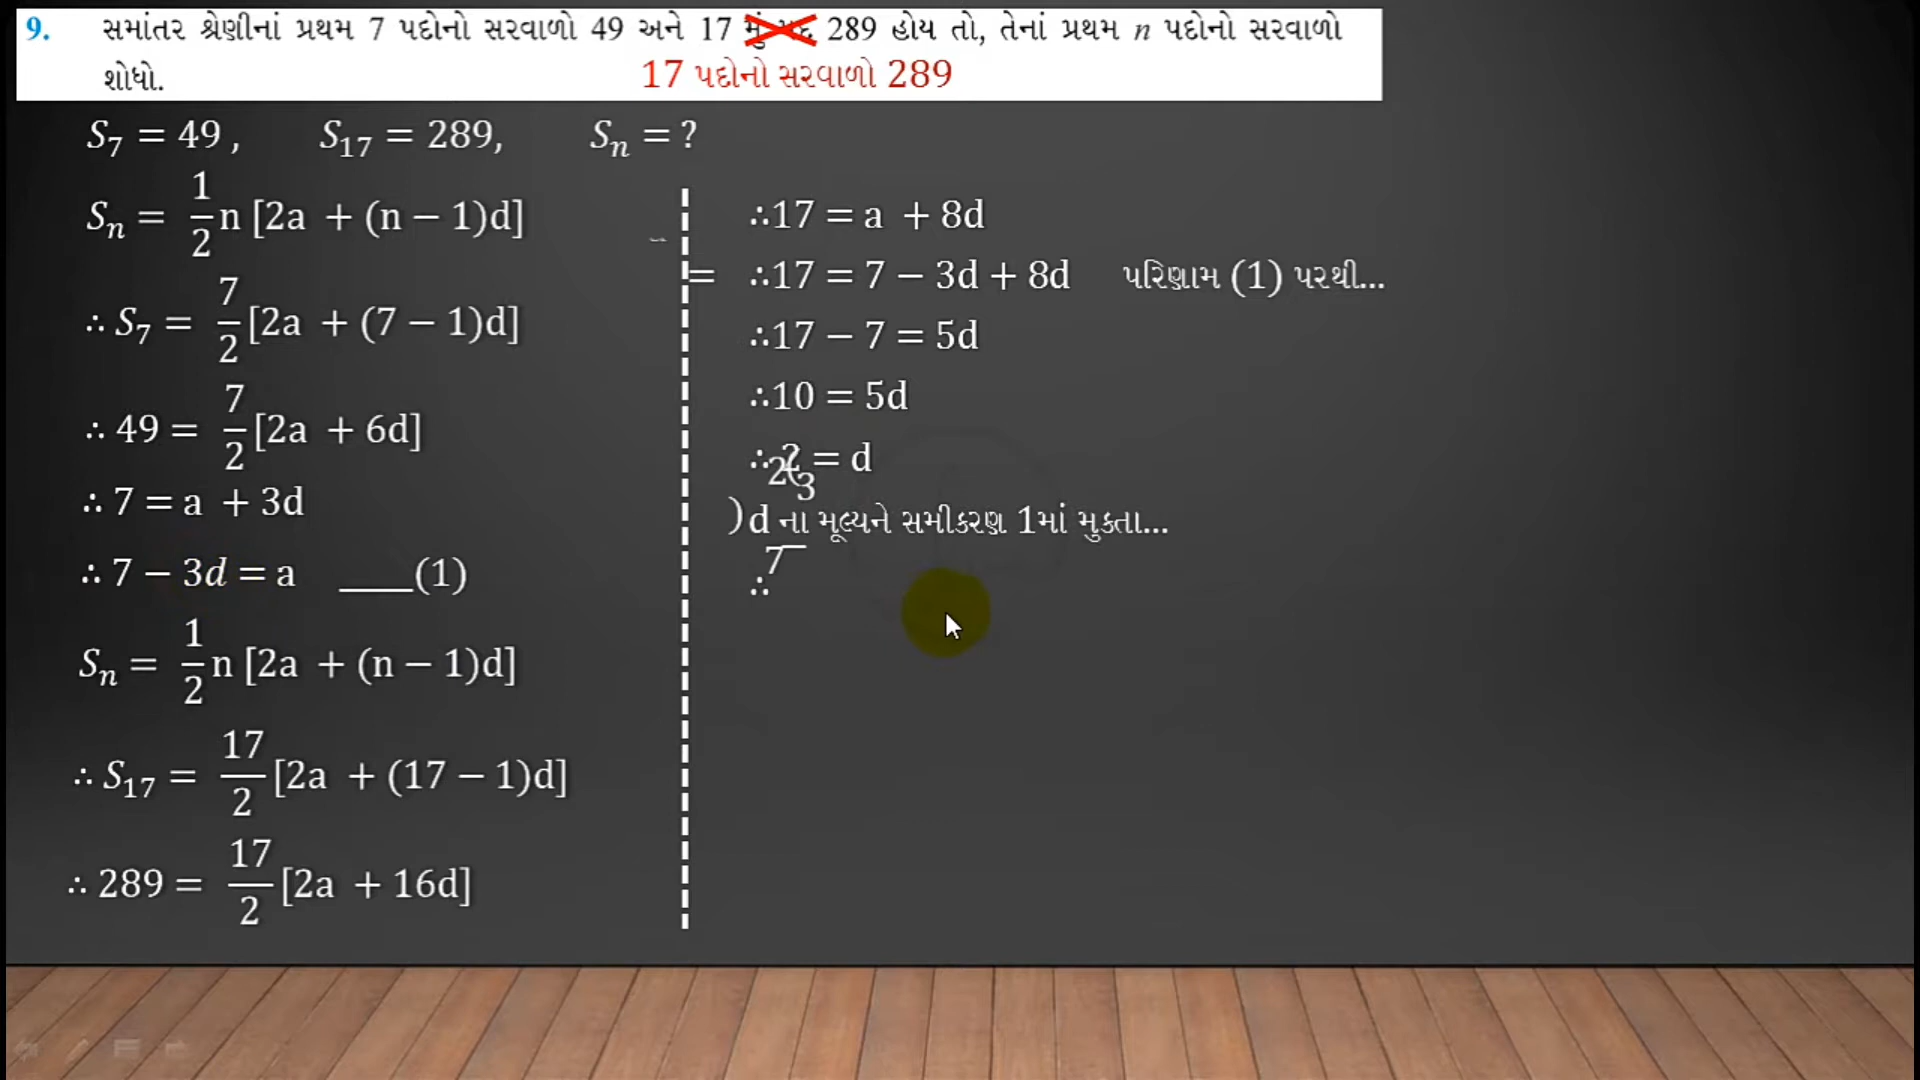 9. સમાંતર શ્રેણીનાં પ્રથમ 7 પદોનો સરવાળો 49 અને 17 મું પદ 289 હોય તો, તેનાં પ્રથમ n પદોનો સરવાળો
શોધો. 17 પદોનો સરવાળો 289
S₇ = 49 , S₁₇ = 289, Sₙ = ?
Sₙ = 1/2 n [2a + (n − 1)d]
∴ S₇ = 7/2 [2a + (7 − 1)d]
∴ 49 = 7/2 [2a + 6d]
∴ 7 = a + 3d
∴ 7 − 3d = a ____(1)
Sₙ = 1/2 n [2a + (n − 1)d]
∴ S₁₇ = 17/2 [2a + (17 − 1)d]
∴ 289 = 17/2 [2a + 16d]
∴17 = a + 8d
= ∴17 = 7 − 3d + 8d પરિણામ (1) પરથી...
∴17 − 7 = 5d
∴10 = 5d
∴ 2 = d
2(3
) d ના મૂલ્યને સમીકરણ 1માં મુકતા...
7 −
∴